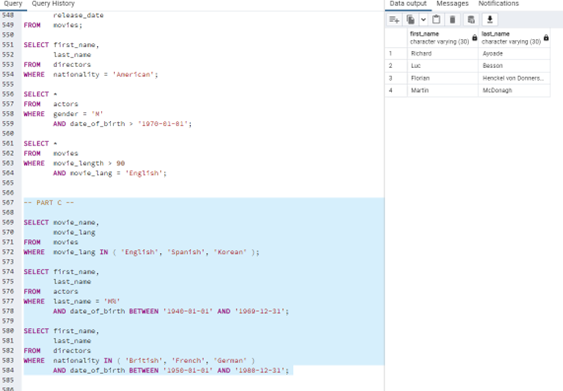 Query Query History
548 release_date
549 FROM movies;
550
551 SELECT first_name,
552 last_name
553 FROM directors
554 WHERE nationality = 'American';
555
556 SELECT *
557 FROM actors
558 WHERE gender = 'M'
559 AND date_of_birth > '1970-01-01';
560
561 SELECT *
562 FROM movies
563 WHERE movie_length > 90
564 AND movie_lang = 'English';
565
566
567 -- PART C --
568
569 SELECT movie_name,
570 movie_lang
571 FROM movies
572 WHERE movie_lang IN ( 'English', 'Spanish', 'Korean' );
573
574 SELECT first_name,
575 last_name
576 FROM actors
577 WHERE last_name = 'M%'
578 AND date_of_birth BETWEEN '1940-01-01' AND '1969-12-31';
579
580 SELECT first_name,
581 last_name
582 FROM directors
583 WHERE nationality IN ( 'British', 'French', 'German' )
584 AND date_of_birth BETWEEN '1950-01-01' AND '1980-12-31';
585
Data output Messages Notifications
first_name last_name
character varying (30) character varying (30)
1 Richard Ayoade
2 Luc Besson
3 Florian Henckel von Donners...
4 Martin McDonagh